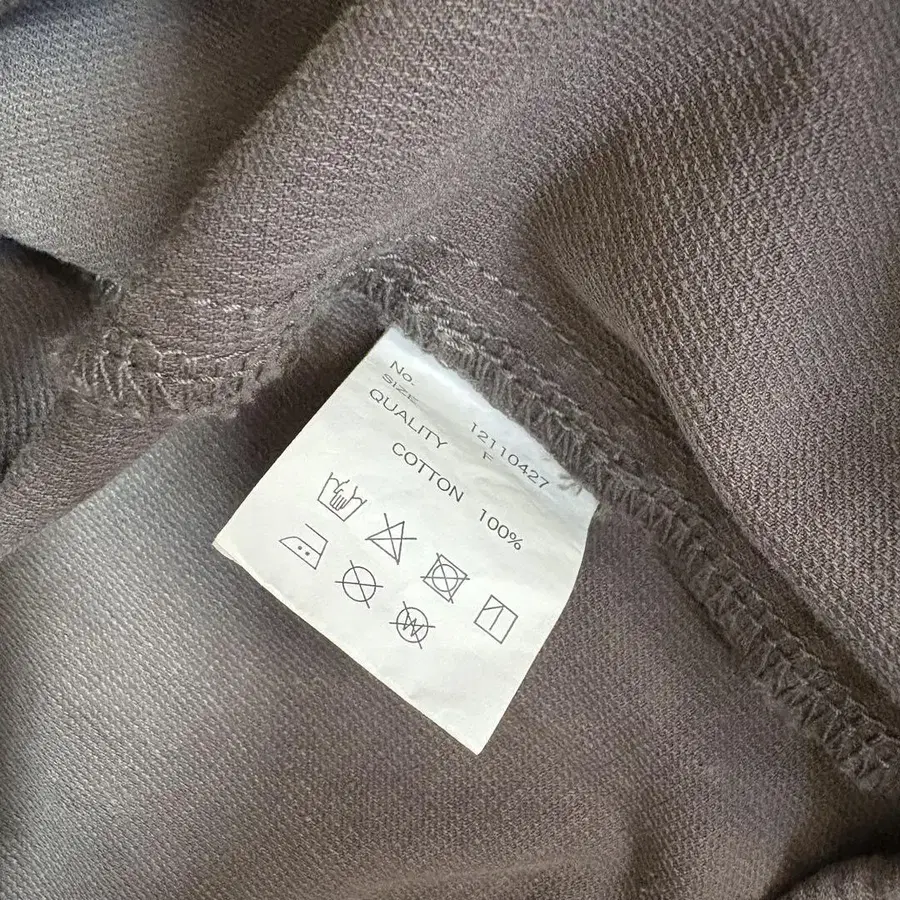 No. 12110427
SIZE F
QUALITY
COTTON 100%